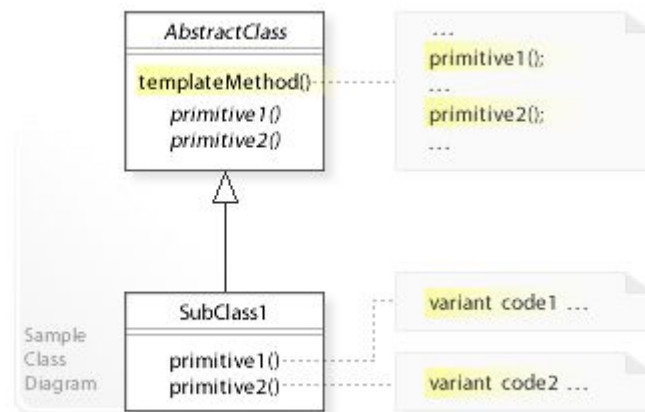 AbstractClass
templateMethod()
primitive1()
primitive2()
...
primitive1();
...
primitive2();
...
SubClass1
primitive1()
primitive2()
variant code1 ...
variant code2 ...
Sample
Class
Diagram